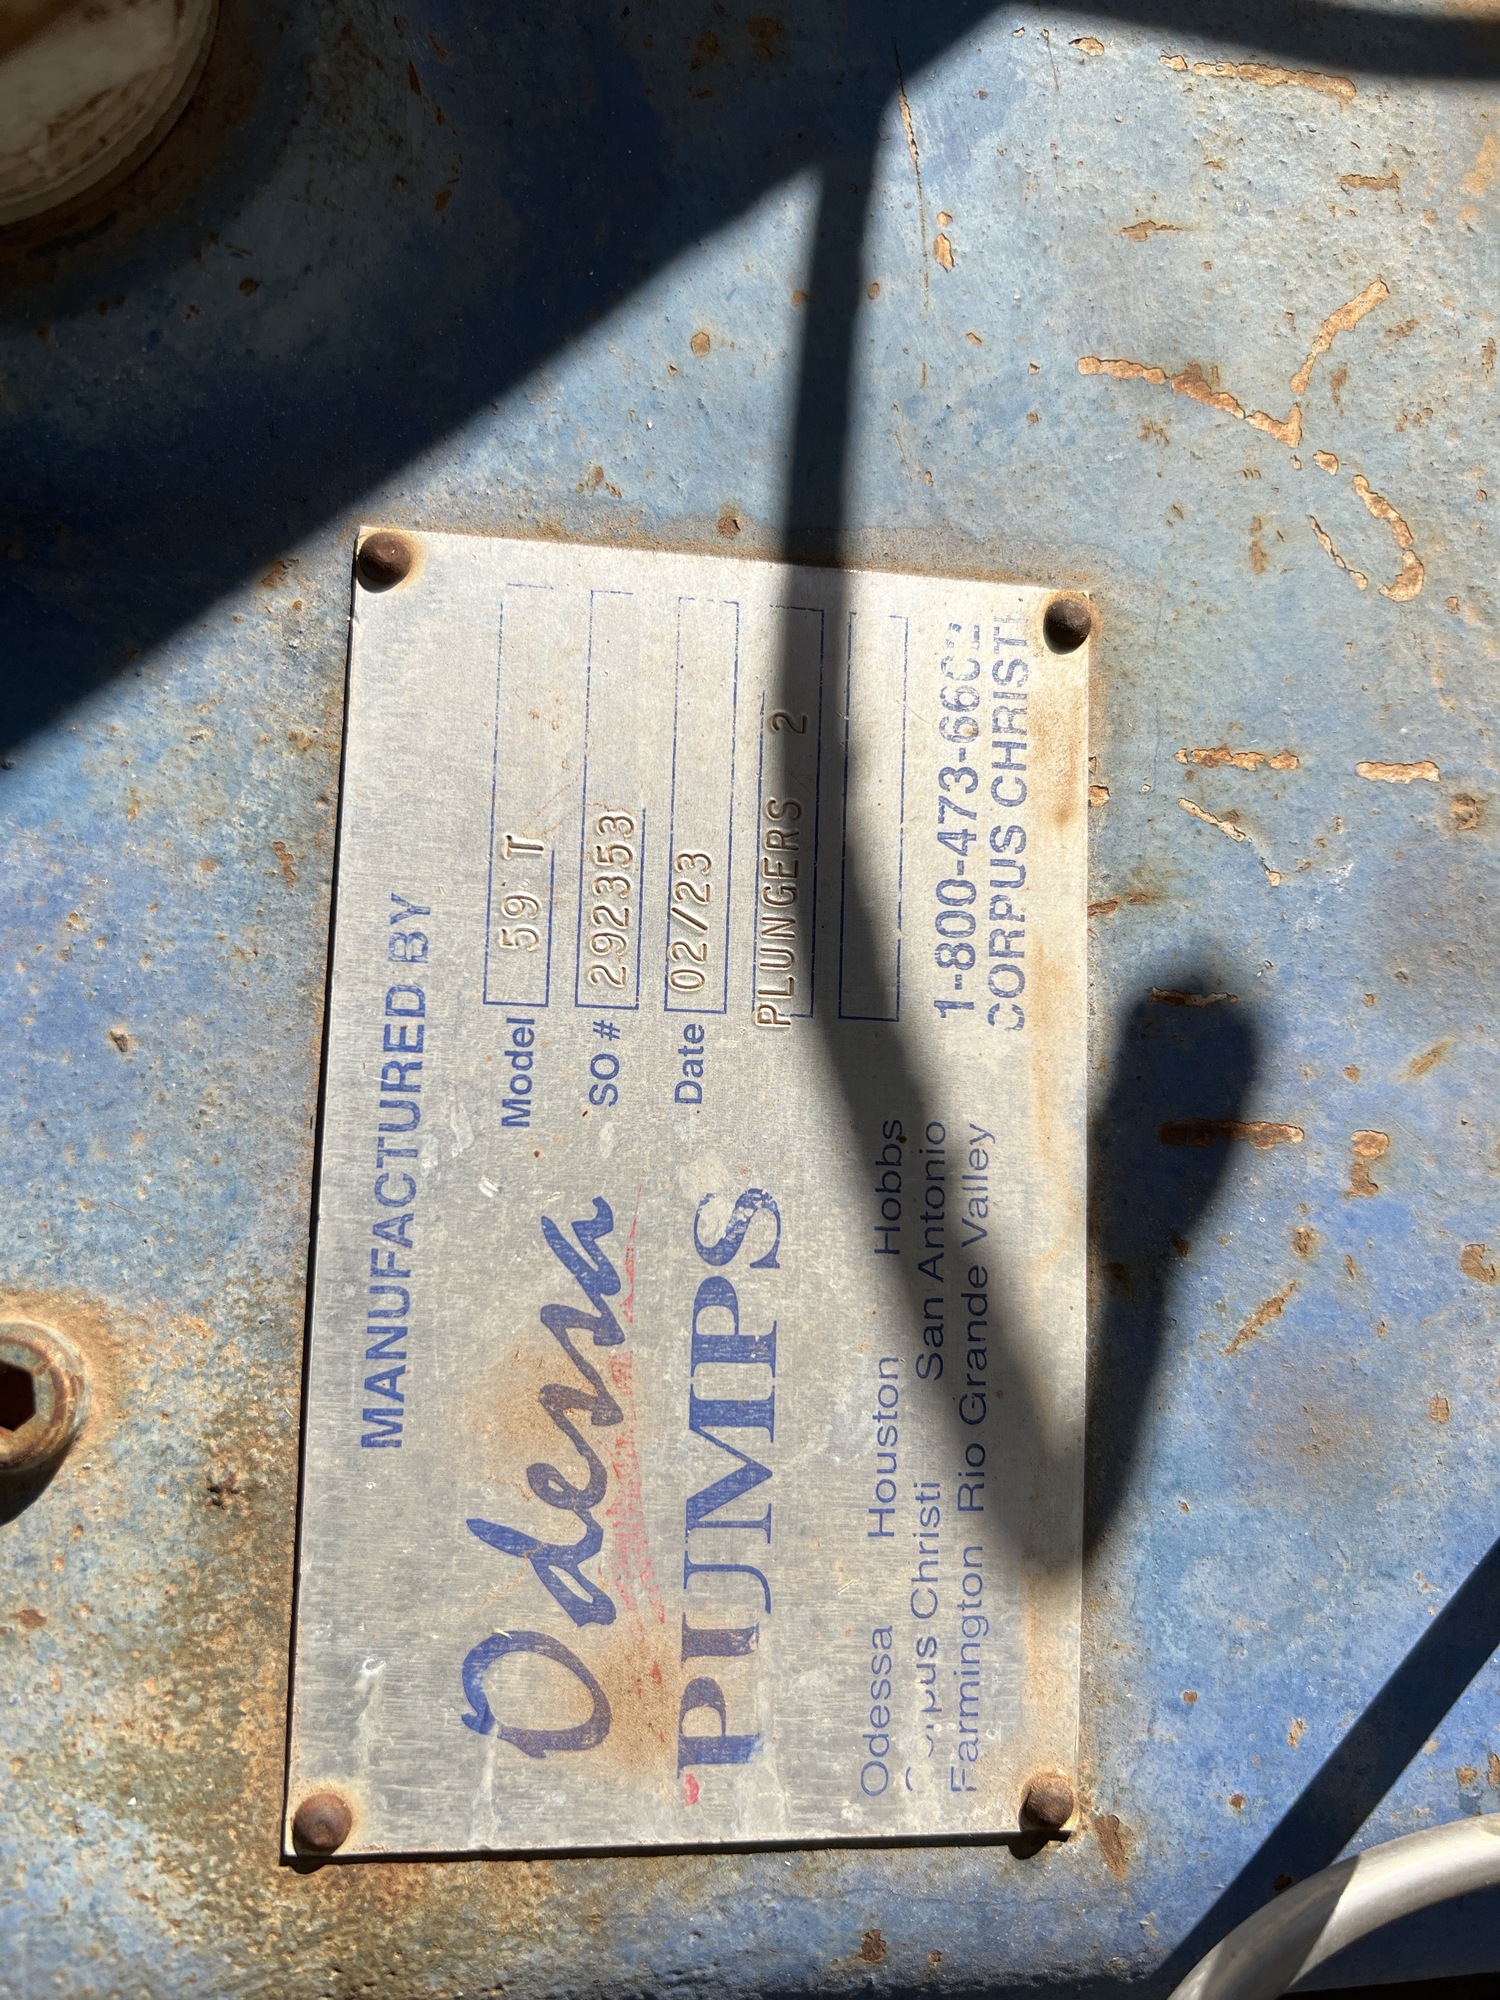 MANUFACTURED BY
Odessa
PUMPS
Model 59 T
SO # 292353
Date 02/23
PLUNGERS 2
Odessa Houston Hobbs
Christi San Antonio
Farmington Rio Grande Valley
CORPUS CHRISTI